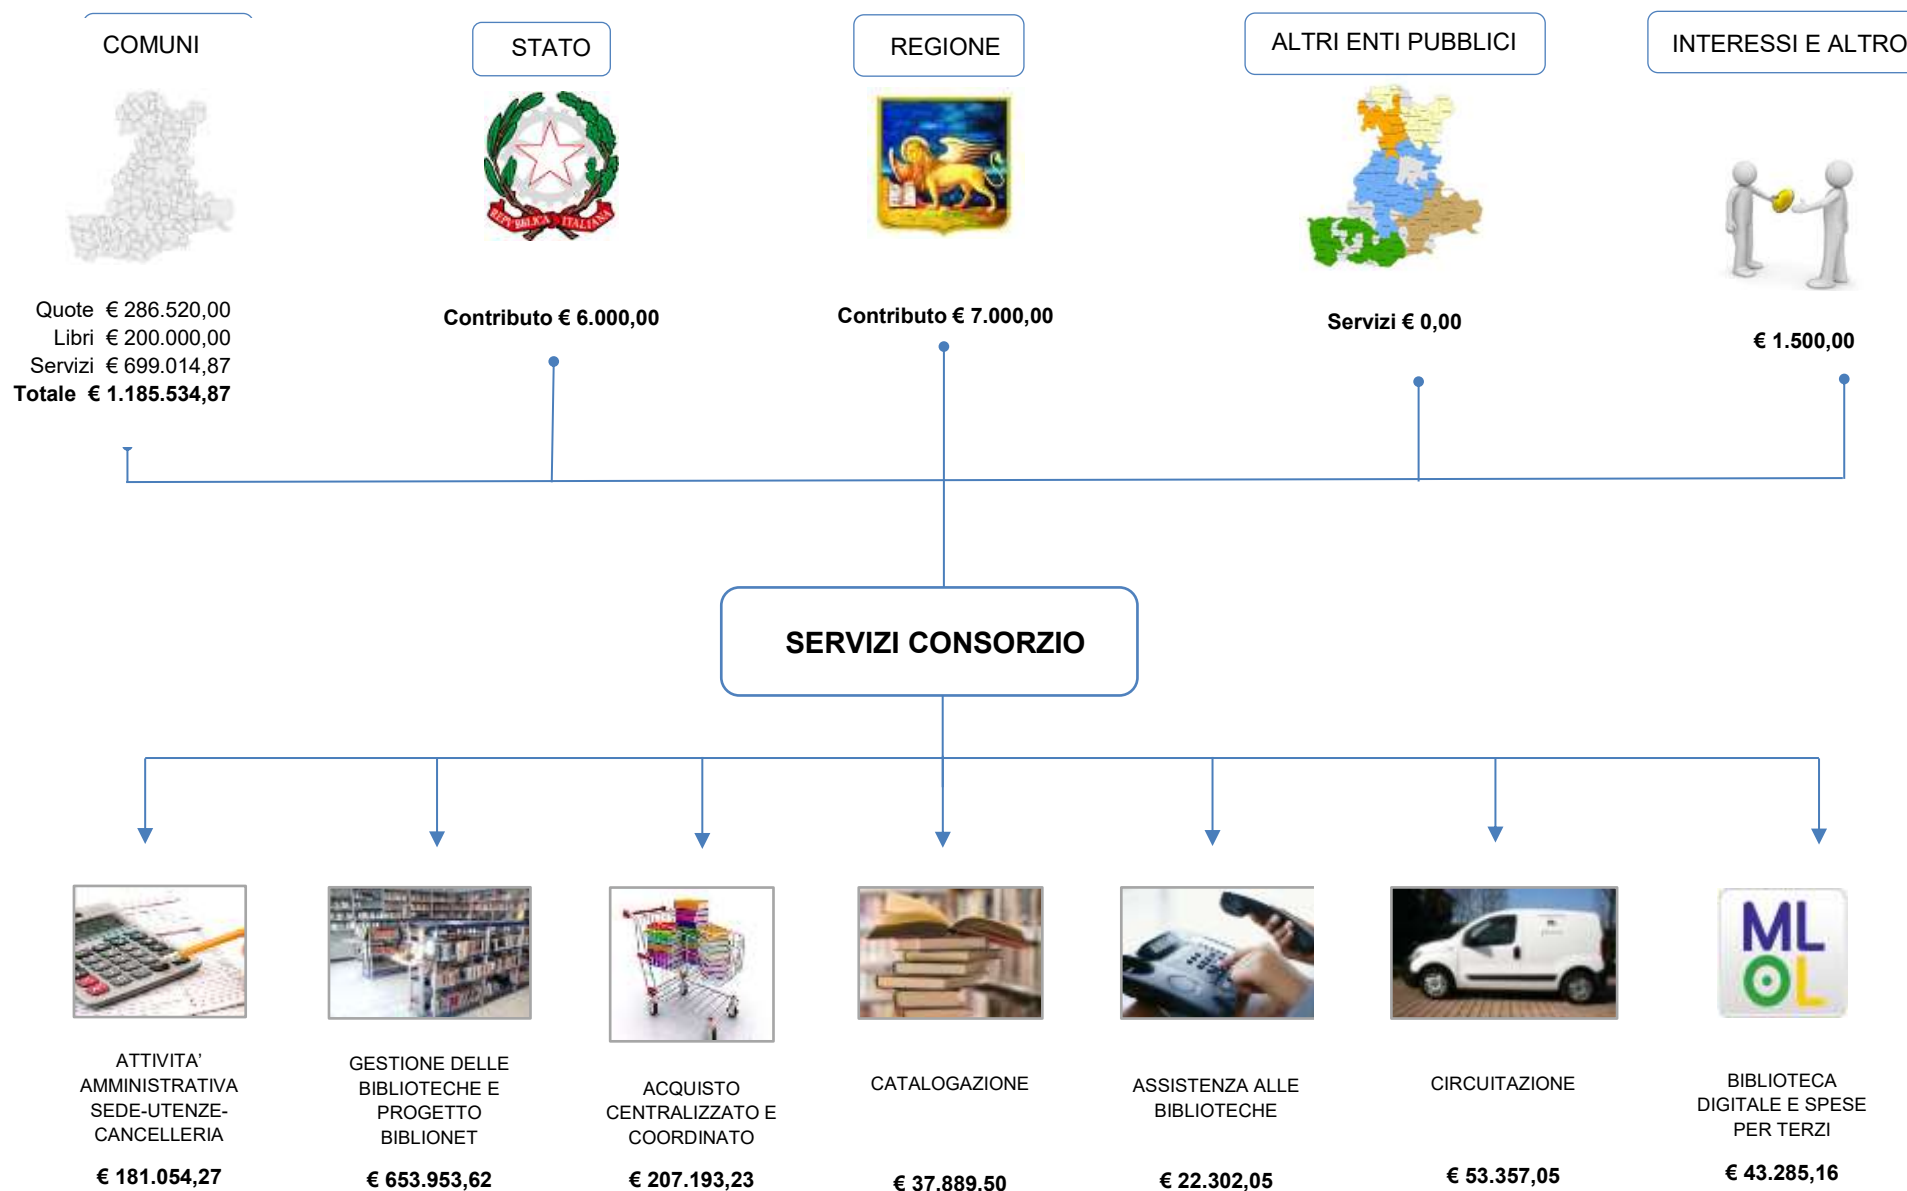 COMUNI
STATO
REGIONE
ALTRI ENTI PUBBLICI
INTERESSI E ALTRO
REPVBBLICA ITALIANA
Quote € 286.520,00
Libri € 200.000,00
Servizi € 699.014,87
Totale € 1.185.534,87
Contributo € 6.000,00
Contributo € 7.000,00
Servizi € 0,00
€ 1.500,00
SERVIZI CONSORZIO
ML
OL
ATTIVITA’
AMMINISTRATIVA
SEDE-UTENZE-
CANCELLERIA
€ 181.054,27
GESTIONE DELLE
BIBLIOTECHE E
PROGETTO
BIBLIONET
€ 653.953,62
ACQUISTO
CENTRALIZZATO E
COORDINATO
€ 207.193,23
CATALOGAZIONE
€ 37.889,50
ASSISTENZA ALLE
BIBLIOTECHE
€ 22.302,05
CIRCUITAZIONE
€ 53.357,05
BIBLIOTECA
DIGITALE E SPESE
PER TERZI
€ 43.285,16